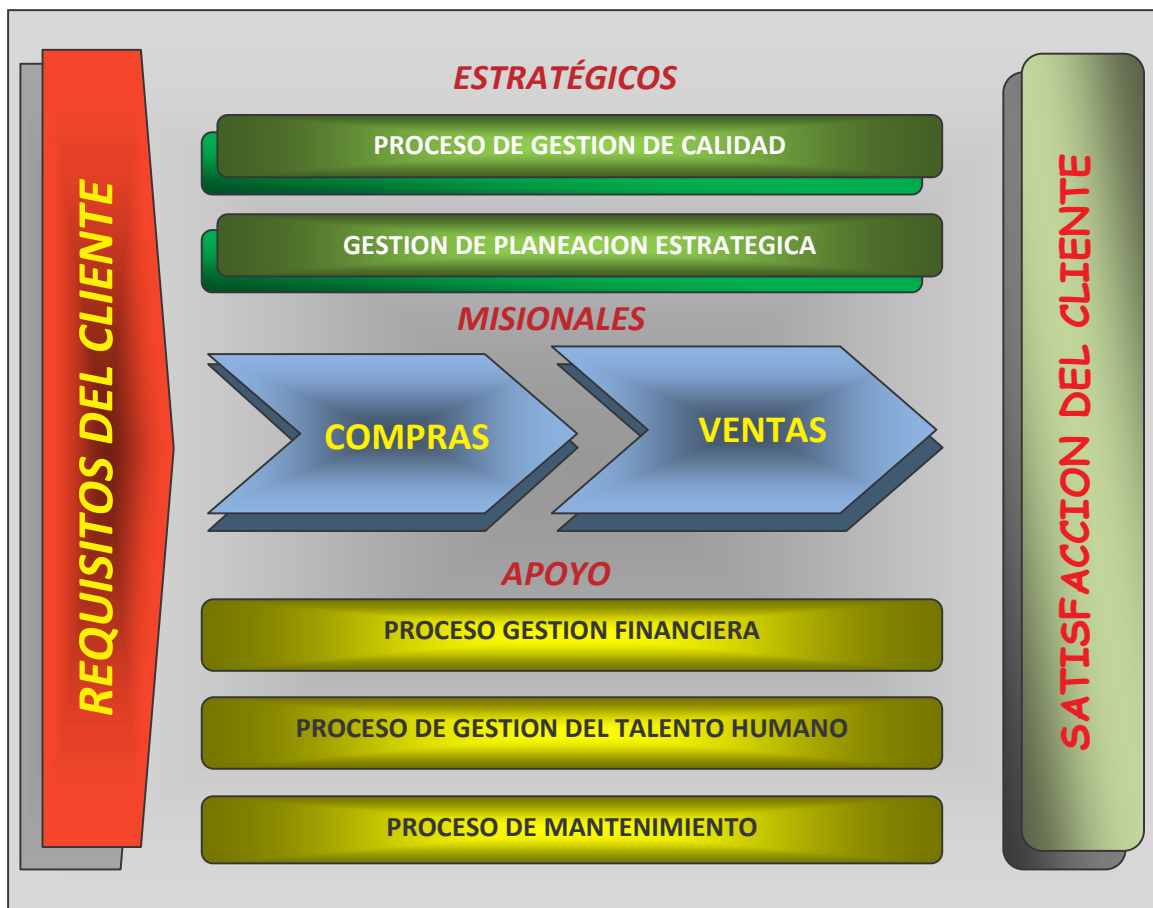 REQUISITOS DEL CLIENTE
ESTRATÉGICOS
PROCESO DE GESTION DE CALIDAD
GESTION DE PLANEACION ESTRATEGICA
MISIONALES
COMPRAS
VENTAS
APOYO
PROCESO GESTION FINANCIERA
PROCESO DE GESTION DEL TALENTO HUMANO
PROCESO DE MANTENIMIENTO
SATISFACCION DEL CLIENTE